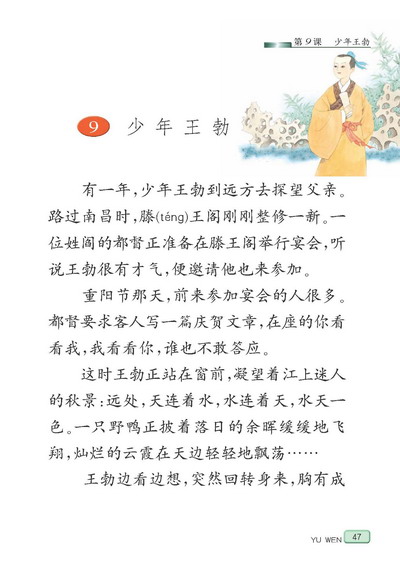 第9课 少年王勃
9 少年王勃
有一年,少年王勃到远方去探望父亲。
路过南昌时,滕(téng)王阁刚刚整修一新。一
位姓阎的都督正准备在滕王阁举行宴会,听
说王勃很有才气,便邀请他也来参加。
重阳节那天,前来参加宴会的人很多。
都督要求客人写一篇庆贺文章,在座的你看
看我,我看看你,谁也不敢答应。
这时王勃正站在窗前,凝望着江上迷人
的秋景:远处,天连着水,水连着天,水天一
色。一只野鸭正披着落日的余晖缓缓地飞
翔,灿烂的云霞在天边轻轻地飘荡……
王勃边看边想,突然回转身来,胸有成
YU WEN 47